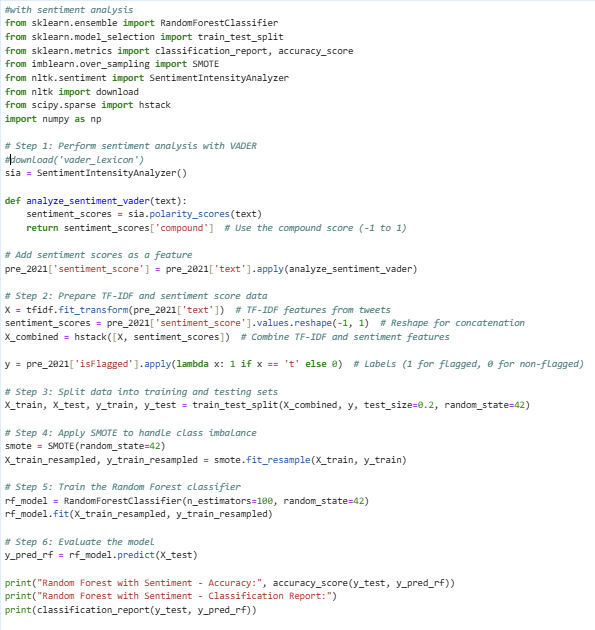 #with sentiment analysis
from sklearn.ensemble import RandomForestClassifier
from sklearn.model_selection import train_test_split
from sklearn.metrics import classification_report, accuracy_score
from imblearn.over_sampling import SMOTE
from nltk.sentiment import SentimentIntensityAnalyzer
from nltk import download
from scipy.sparse import hstack
import numpy as np

# Step 1: Perform sentiment analysis with VADER
#download('vader_lexicon')
sia = SentimentIntensityAnalyzer()

def analyze_sentiment_vader(text):
    sentiment_scores = sia.polarity_scores(text)
    return sentiment_scores['compound']  # Use the compound score (-1 to 1)

# Add sentiment scores as a feature
pre_2021['sentiment_score'] = pre_2021['text'].apply(analyze_sentiment_vader)

# Step 2: Prepare TF-IDF and sentiment score data
X = tfidf.fit_transform(pre_2021['text'])  # TF-IDF features from tweets
sentiment_scores = pre_2021['sentiment_score'].values.reshape(-1, 1)  # Reshape for concatenation
X_combined = hstack([X, sentiment_scores])  # Combine TF-IDF and sentiment features

y = pre_2021['isFlagged'].apply(lambda x: 1 if x == 't' else 0)  # Labels (1 for flagged, 0 for non-flagged)

# Step 3: Split data into training and testing sets
X_train, X_test, y_train, y_test = train_test_split(X_combined, y, test_size=0.2, random_state=42)

# Step 4: Apply SMOTE to handle class imbalance
smote = SMOTE(random_state=42)
X_train_resampled, y_train_resampled = smote.fit_resample(X_train, y_train)

# Step 5: Train the Random Forest classifier
rf_model = RandomForestClassifier(n_estimators=100, random_state=42)
rf_model.fit(X_train_resampled, y_train_resampled)

# Step 6: Evaluate the model
y_pred_rf = rf_model.predict(X_test)

print("Random Forest with Sentiment - Accuracy:", accuracy_score(y_test, y_pred_rf))
print("Random Forest with Sentiment - Classification Report:")
print(classification_report(y_test, y_pred_rf))